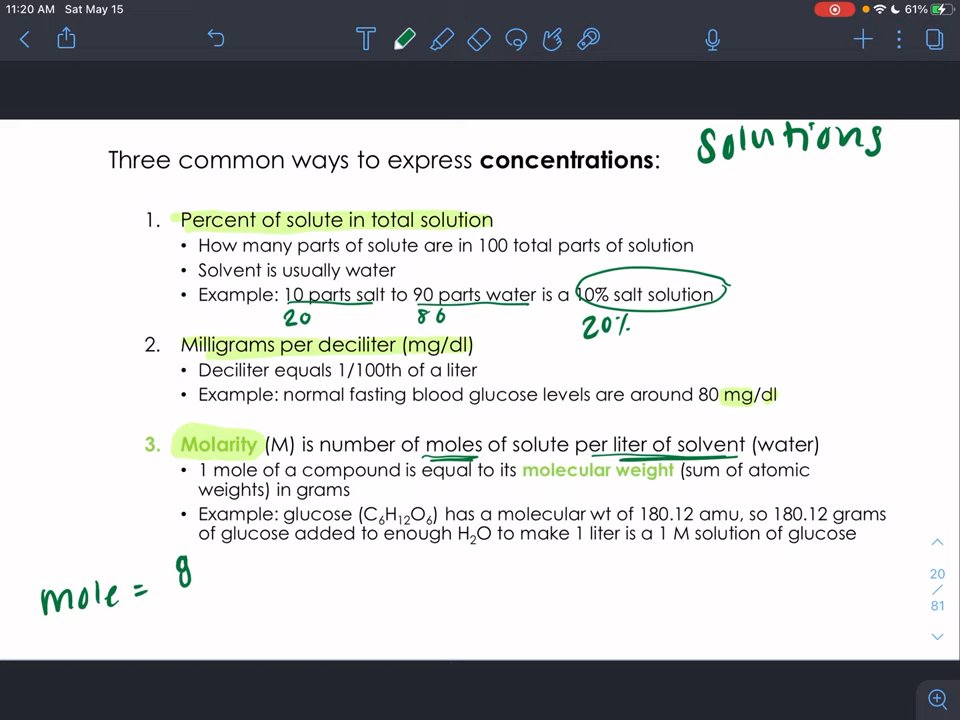 11:20 AM Sat May 15
61%
T
Solutions
Three common ways to express concentrations:
1. Percent of solute in total solution
• How many parts of solute are in 100 total parts of solution
• Solvent is usually water
• Example: 10 parts salt to 90 parts water is a 10% salt solution
20 80 20%
2. Milligrams per deciliter (mg/dl)
• Deciliter equals 1/100th of a liter
• Example: normal fasting blood glucose levels are around 80 mg/dl
3. Molarity (M) is number of moles of solute per liter of solvent (water)
• 1 mole of a compound is equal to its molecular weight (sum of atomic
weights) in grams
• Example: glucose (C₆H₁₂O₆) has a molecular wt of 180.12 amu, so 180.12 grams
of glucose added to enough H₂O to make 1 liter is a 1 M solution of glucose
mole = g
20
/
81